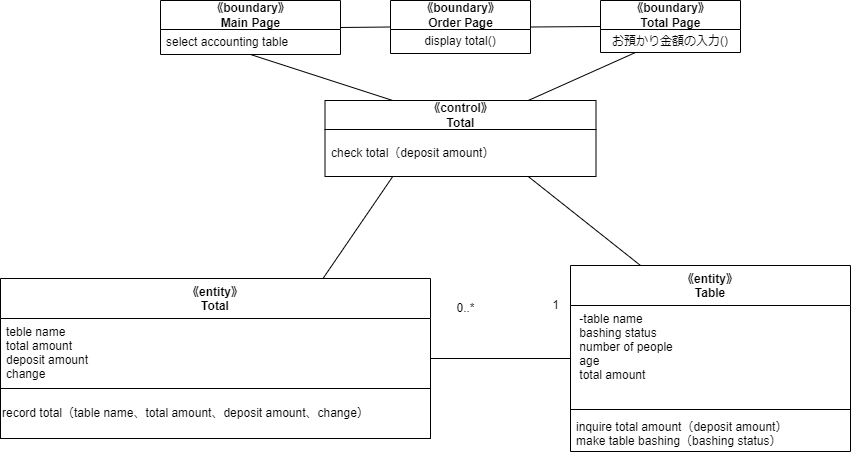 《boundary》
Main Page
select accounting table
《boundary》
Order Page
display total()
《boundary》
Total Page
お預かり金額の入力()
《control》
Total
check total（deposit amount）
《entity》
Total
teble name
total amount
deposit amount
change
record total（table name、total amount、deposit amount、change）
0..*
1
《entity》
Table
-table name
bashing status
number of people
age
total amount
inquire total amount（deposit amount）
make table bashing（bashing status）